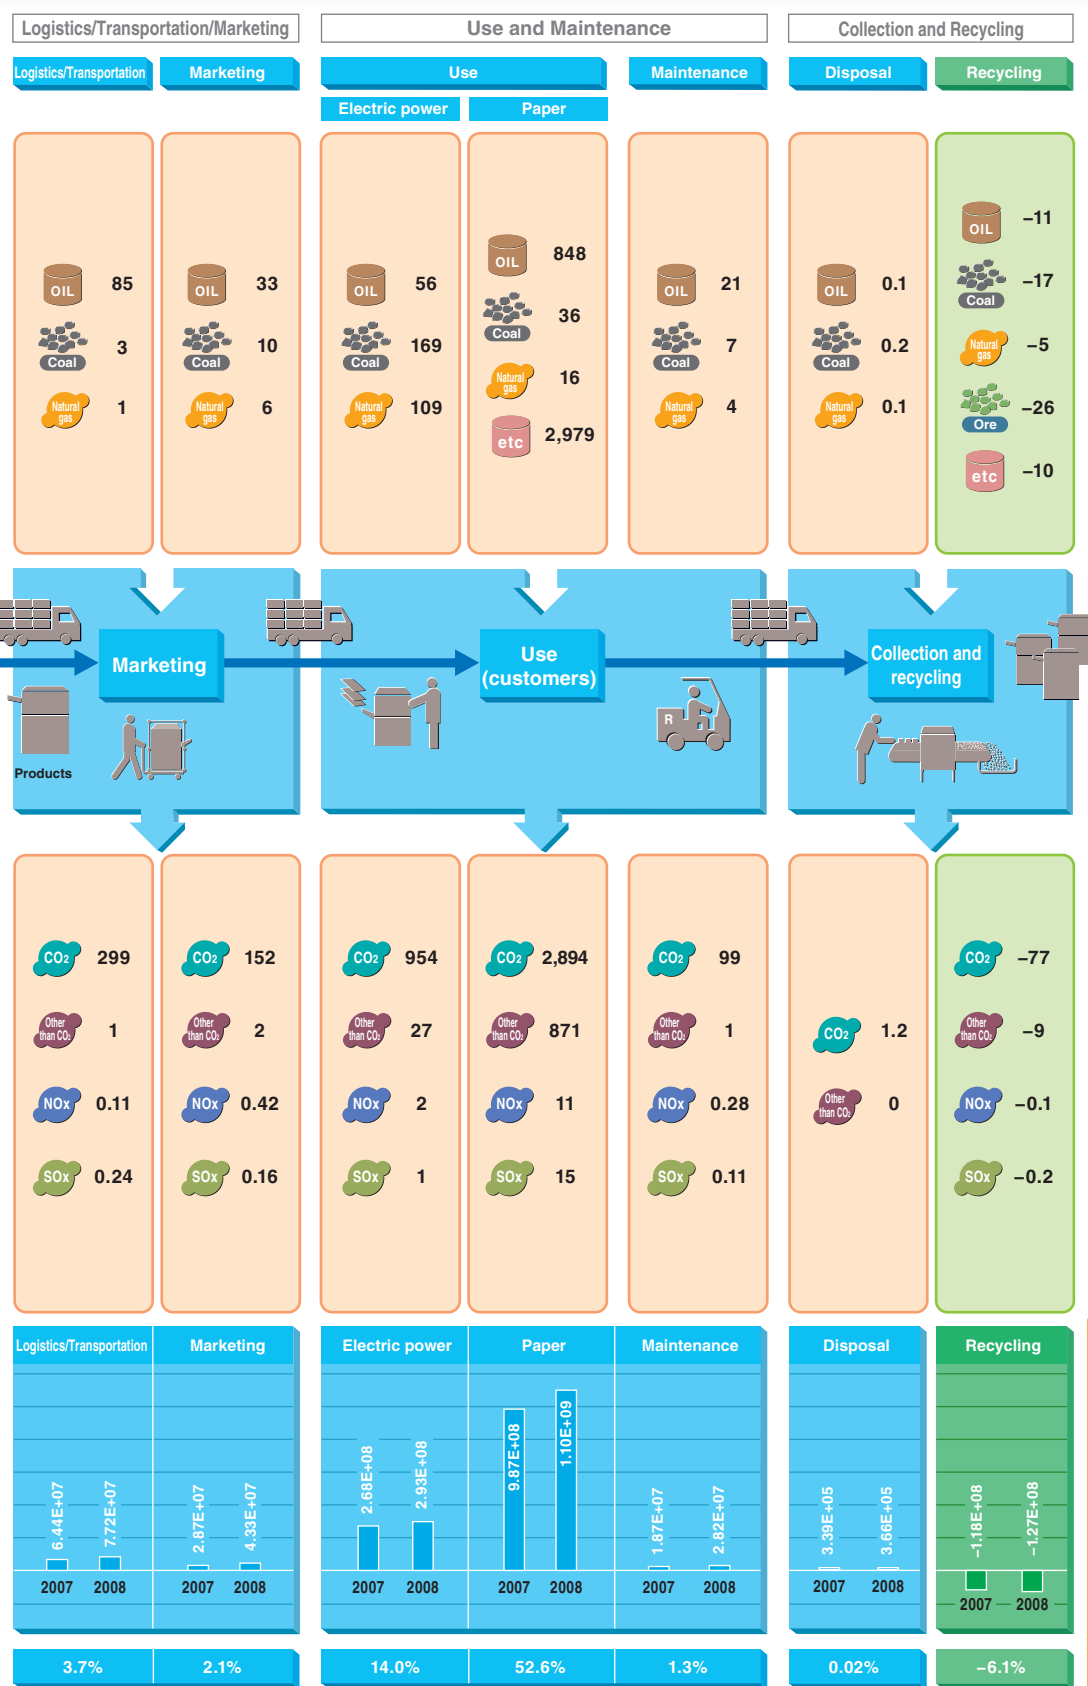 Logistics/Transportation/Marketing
Use and Maintenance
Collection and Recycling
Logistics/Transportation
Marketing
Use
Maintenance
Disposal
Recycling
Electric power
Paper
OIL 85
Coal 3
Natural gas 1
OIL 33
Coal 10
Natural gas 6
OIL 56
Coal 169
Natural gas 109
OIL 848
Coal 36
Natural gas 16
etc 2,979
OIL 21
Coal 7
Natural gas 4
OIL 0.1
Coal 0.2
Natural gas 0.1
OIL −11
Coal −17
Natural gas −5
Ore −26
etc −10
Marketing
Products
Use
(customers)
R
Collection and
recycling
CO2 299
Other than CO2 1
NOx 0.11
SOx 0.24
CO2 152
Other than CO2 2
NOx 0.42
SOx 0.16
CO2 954
Other than CO2 27
NOx 2
SOx 1
CO2 2,894
Other than CO2 871
NOx 11
SOx 15
CO2 99
Other than CO2 1
NOx 0.28
SOx 0.11
CO2 1.2
Other than CO2 0
CO2 −77
Other than CO2 −9
NOx −0.1
SOx −0.2
Logistics/Transportation
Marketing
Electric power
Paper
Maintenance
Disposal
Recycling
6.44E+07
7.72E+07
2.87E+07
4.33E+07
2.68E+08
2.93E+08
9.87E+08
1.10E+09
1.87E+07
2.82E+07
3.39E+05
3.66E+05
−1.18E+08
−1.27E+08
2007 2008
2007 2008
2007 2008
2007 2008
2007 2008
2007 2008
2007 2008
3.7%
2.1%
14.0%
52.6%
1.3%
0.02%
−6.1%